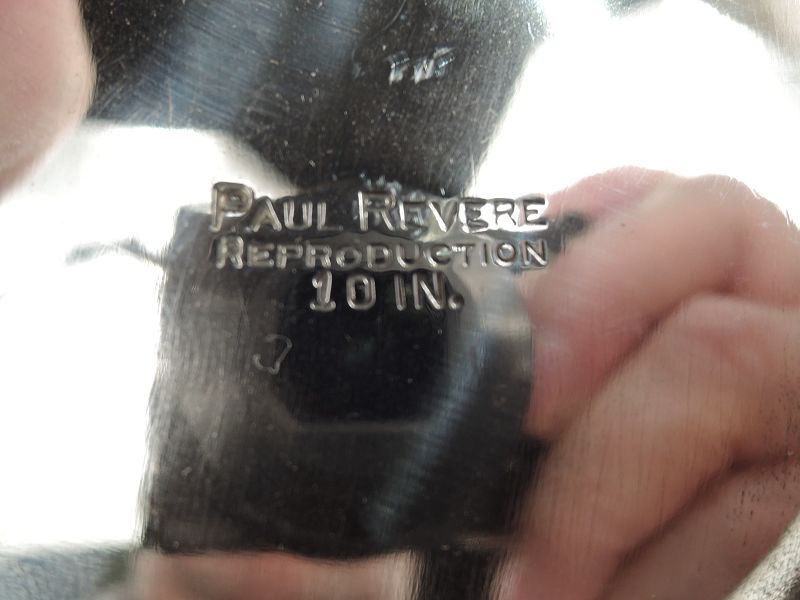 PAUL REVERE
REPRODUCTION
10 IN.